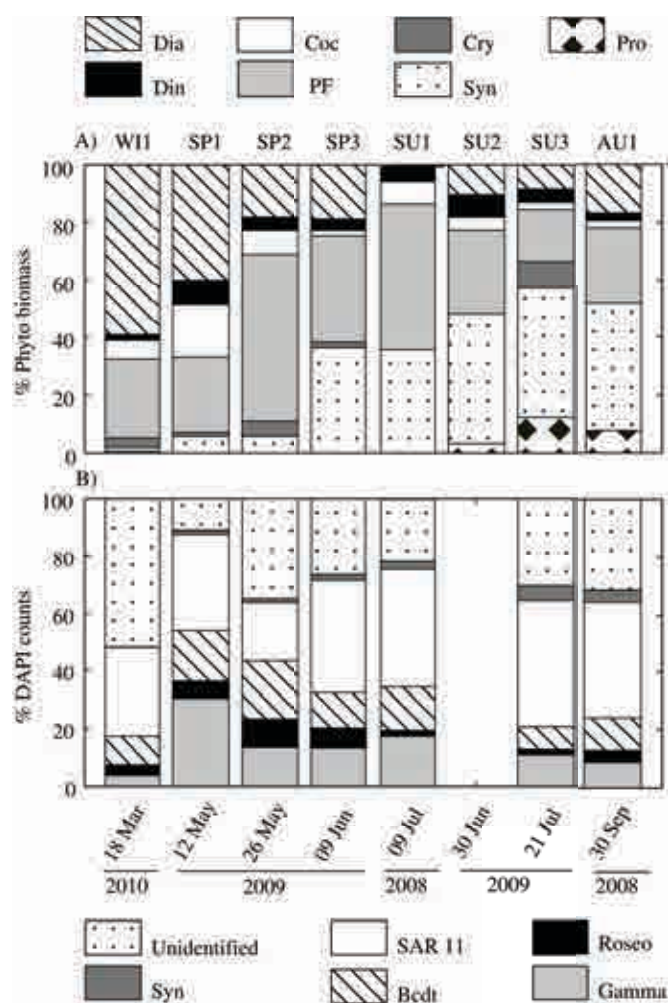 Dia Coc Cry Pro
Din PF Syn
A) WI1 SP1 SP2 SP3 SU1 SU2 SU3 AU1
100
80
60
40
20
0
% Phyto biomass
B)
100
80
60
40
20
0
% DAPI counts
18 Mar 12 May 26 May 09 Jun 09 Jul 30 Jun 21 Jul 30 Sep
2010 2009 2008 2009 2008
Unidentified SAR 11 Roseo
Syn Bcdt Gamma